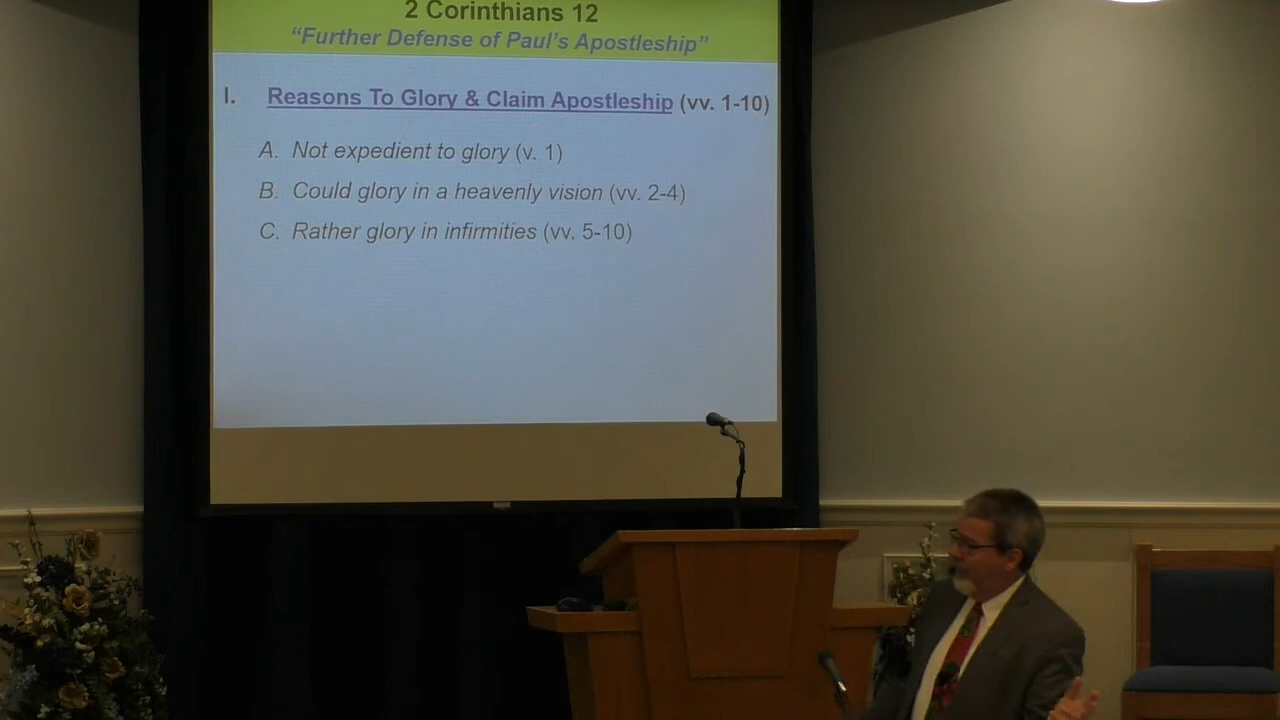 2 Corinthians 12
“Further Defense of Paul’s Apostleship”
I. Reasons To Glory & Claim Apostleship (vv. 1-10)
A. Not expedient to glory (v. 1)
B. Could glory in a heavenly vision (vv. 2-4)
C. Rather glory in infirmities (vv. 5-10)